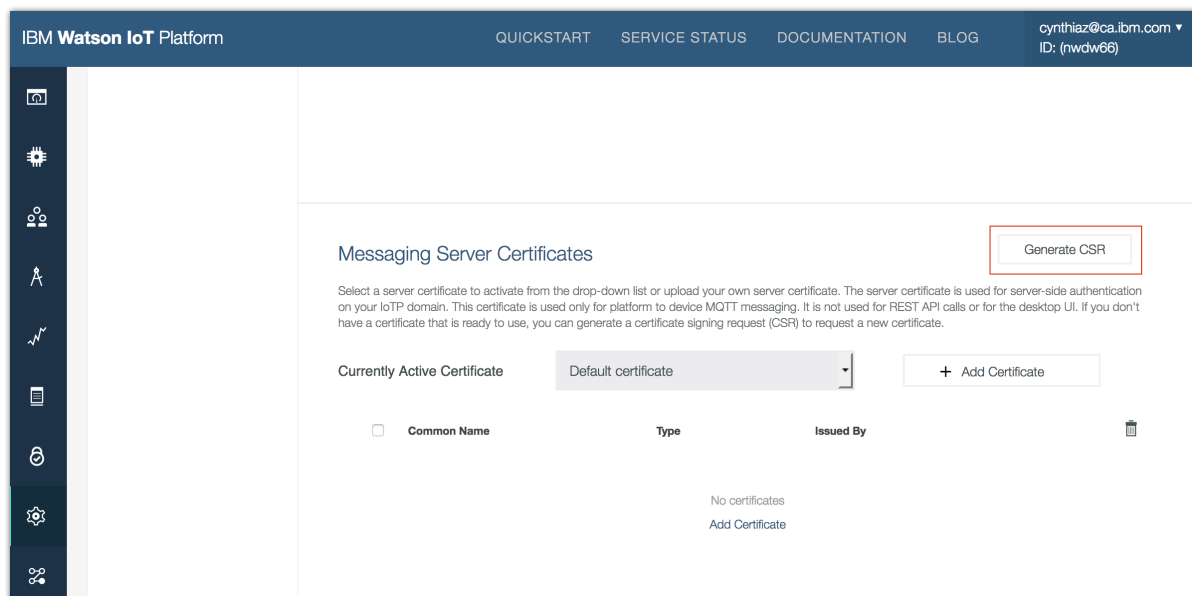 IBM Watson IoT Platform
QUICKSTART SERVICE STATUS DOCUMENTATION BLOG
cynthiaz@ca.ibm.com
ID: (nwdw66)
Messaging Server Certificates
Generate CSR
Select a server certificate to activate from the drop-down list or upload your own server certificate. The server certificate is used for server-side authentication
on your IoTP domain. This certificate is used only for platform to device MQTT messaging. It is not used for REST API calls or for the desktop UI. If you don't
have a certificate that is ready to use, you can generate a certificate signing request (CSR) to request a new certificate.
Currently Active Certificate Default certificate + Add Certificate
Common Name Type Issued By
No certificates
Add Certificate